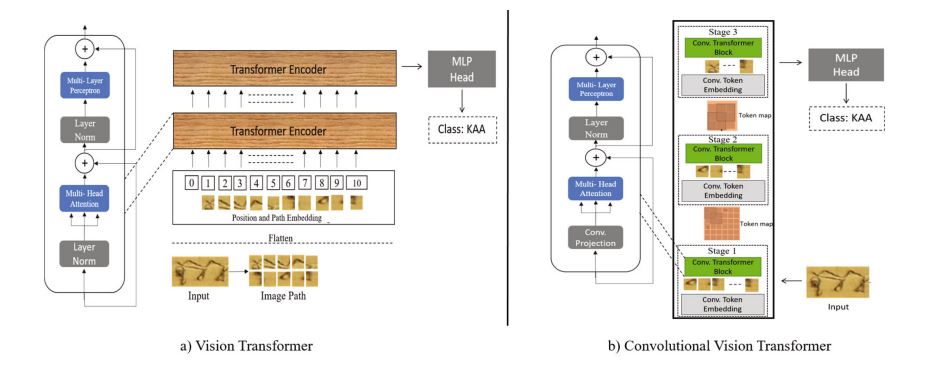 Multi- Layer
Perceptron
Layer
Norm
Multi- Head
Attention
Layer
Norm
Transformer Encoder
Transformer Encoder
0 1 2 3 4 5 6 7 8 9 10
Position and Path Embedding
Flatten
Input
Image Path
MLP
Head
Class: KAA
a) Vision Transformer
Multi- Layer
Perceptron
Layer
Norm
Multi- Head
Attention
Conv.
Projection
Stage 3
Conv. Transformer
Block
Conv. Token
Embedding
Token map
Stage 2
Conv. Transformer
Block
Conv. Token
Embedding
Token map
Stage 1
Conv. Transformer
Block
Conv. Token
Embedding
MLP
Head
Class: KAA
Input
b) Convolutional Vision Transformer